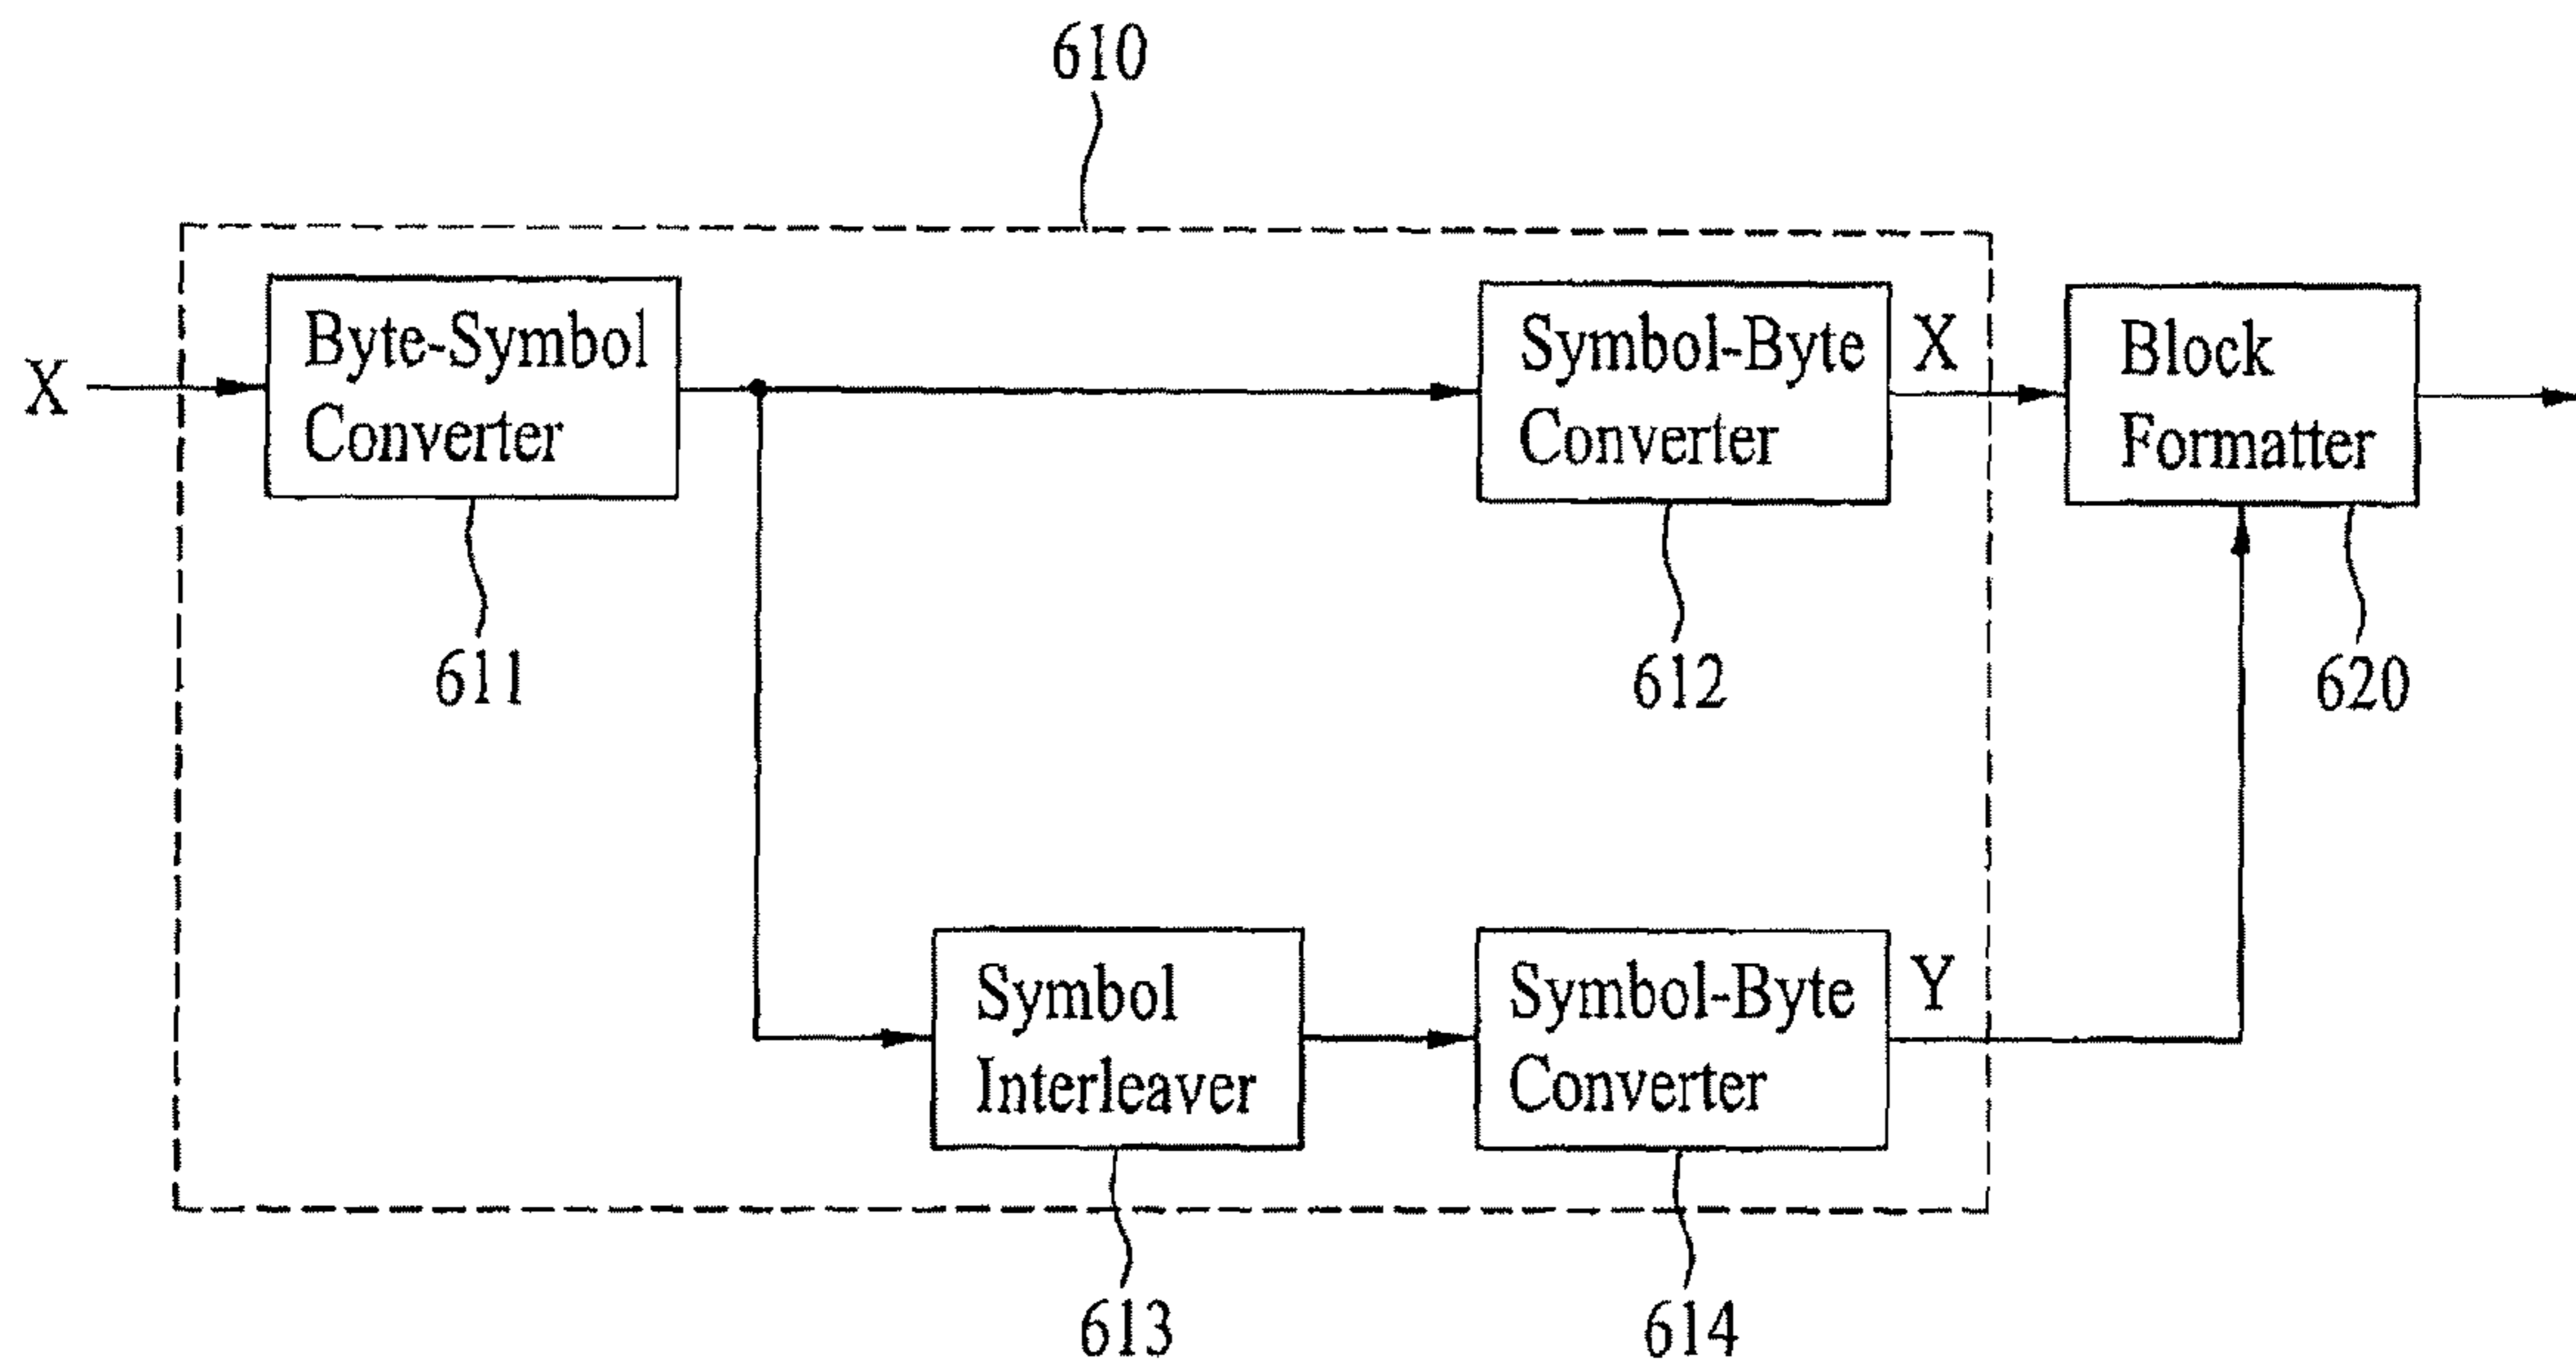 610
X
Byte-Symbol
Converter
611
Symbol-Byte
Converter
612
X
Block
Formatter
620
Symbol
Interleaver
613
Symbol-Byte
Converter
614
Y